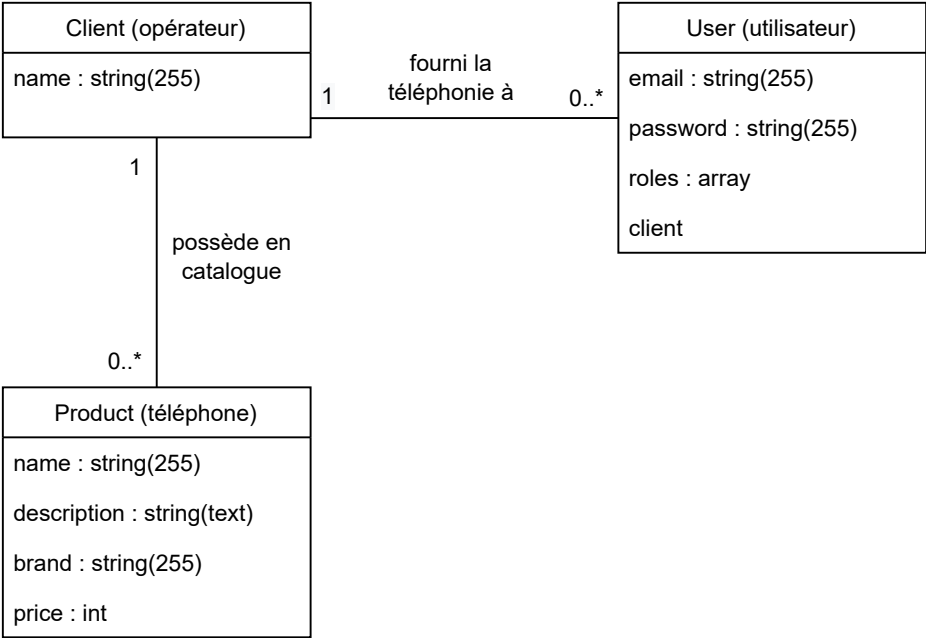 Client (opérateur)
name : string(255)
1
fourni la
téléphonie à
0..*
User (utilisateur)
email : string(255)
password : string(255)
roles : array
client
1
possède en
catalogue
0..*
Product (téléphone)
name : string(255)
description : string(text)
brand : string(255)
price : int